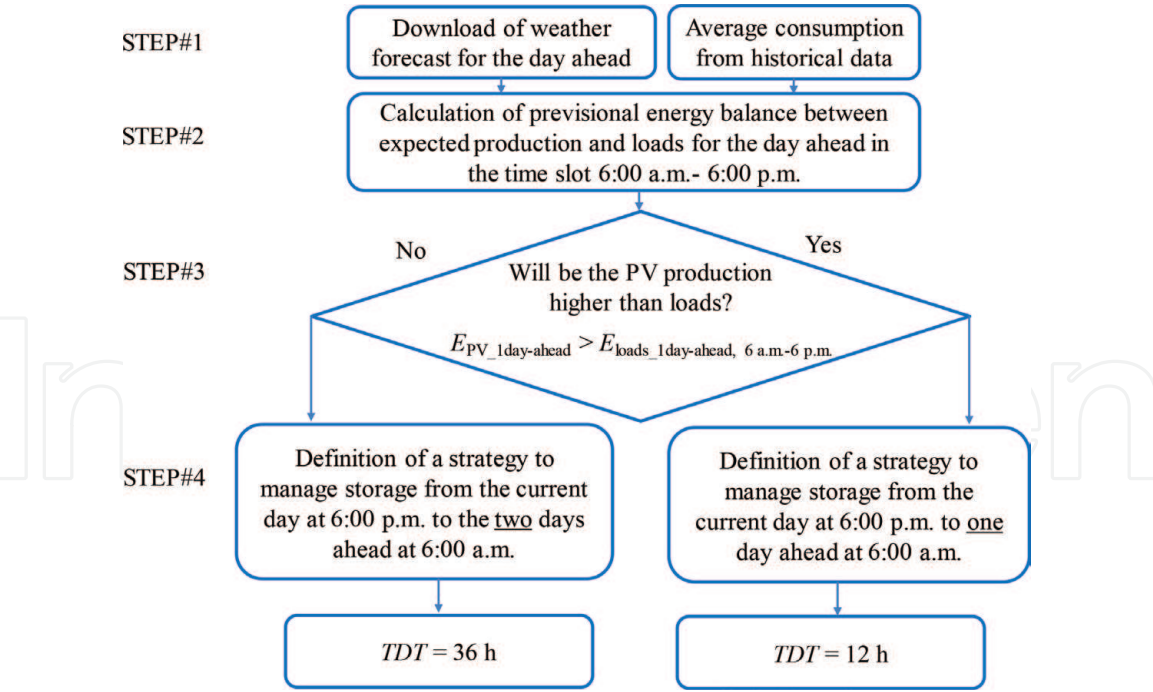 STEP#1
Download of weather
forecast for the day ahead
Average consumption
from historical data
STEP#2
Calculation of previsional energy balance between
expected production and loads for the day ahead in
the time slot 6:00 a.m.- 6:00 p.m.
STEP#3
No
Yes
Will be the PV production
higher than loads?
E PV_1day-ahead > E loads_1day-ahead, 6 a.m.-6 p.m.
STEP#4
Definition of a strategy to
manage storage from the current
day at 6:00 p.m. to the two days
ahead at 6:00 a.m.
Definition of a strategy to
manage storage from the
current day at 6:00 p.m. to one
day ahead at 6:00 a.m.
TDT = 36 h
TDT = 12 h
In
en